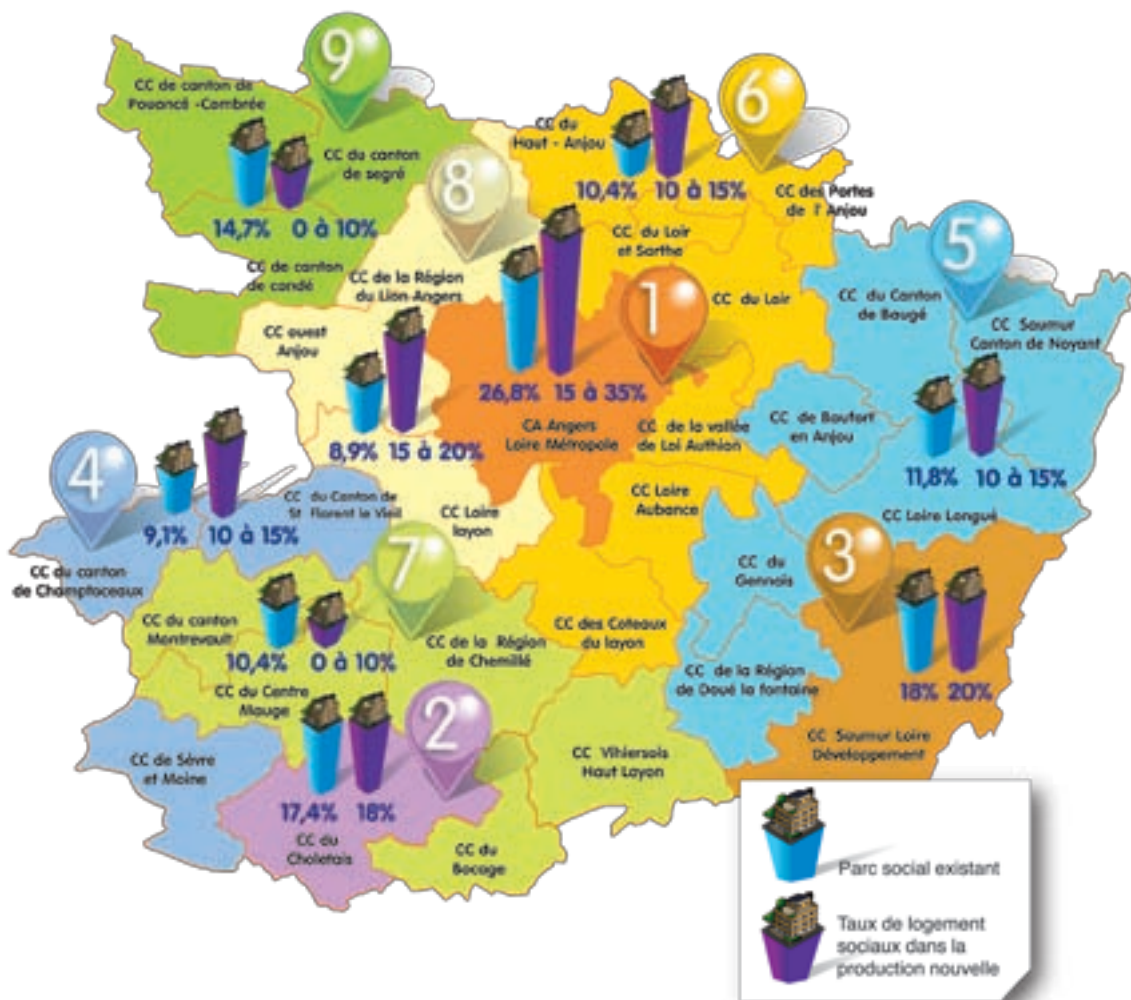 9
CC de canton de
Pouancé -Combrée
CC du canton
de segré
14,7% 0 à 10%
CC de canton
de candé
6
CC du
Haut - Anjou
10,4% 10 à 15%
CC des Portes
de l' Anjou
8
CC de la Région
du Lion Angers
CC ouest
Anjou
8,9% 15 à 20%
CC Loire
layon
CC du Loir
et Sarthe
1
CC du Loir
26,8% 15 à 35%
CA Angers
Loire Métropole
CC de la vallée
de Loi Authion
CC Loire
Aubance
CC des Coteaux
du layon
5
CC du Canton
de Baugé
CC Saumur
Canton de Noyant
CC de Baufort
en Anjou
11,8% 10 à 15%
CC Loire Longué
CC du
Gennois
CC de la Région
de Doué la fontaine
4
9,1% 10 à 15%
CC du Canton de
St Florent le Vieil
CC du canton
de Champtoceaux
7
CC du canton
Montrevault
10,4% 0 à 10%
CC de la Région
de Chemillé
CC du Centre
Mauge
3
18% 20%
CC Saumur Loire
Développement
CC de Sèvre
et Moine
2
17,4% 18%
CC du
Choletais
CC Vihiersois
Haut Layon
CC du
Bocage
Parc social existant
Taux de logement
sociaux dans la
production nouvelle